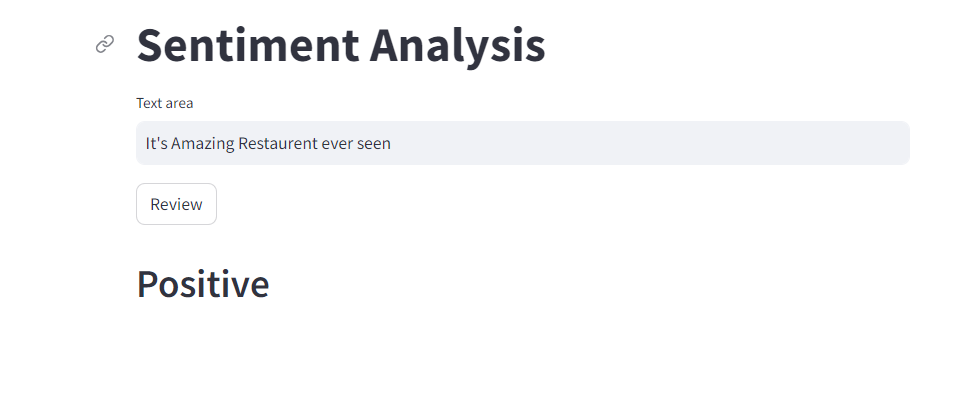 Sentiment Analysis
Text area
It's Amazing Restaurent ever seen
Review
Positive